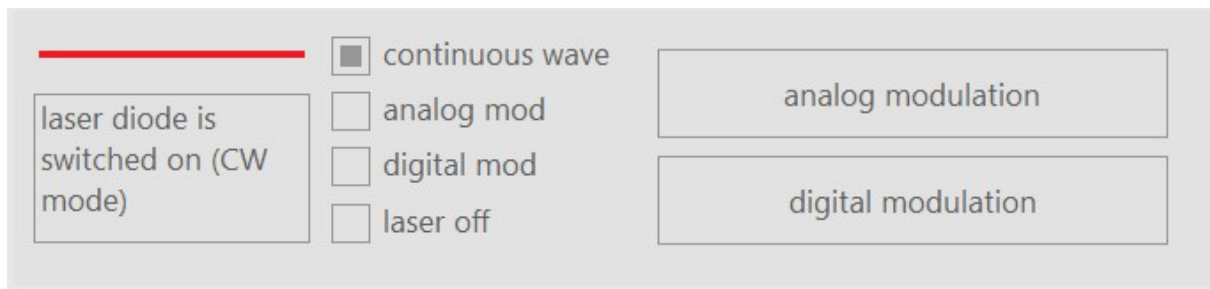 laser diode is
switched on (CW
mode)
continuous wave
analog mod
digital mod
laser off
analog modulation
digital modulation